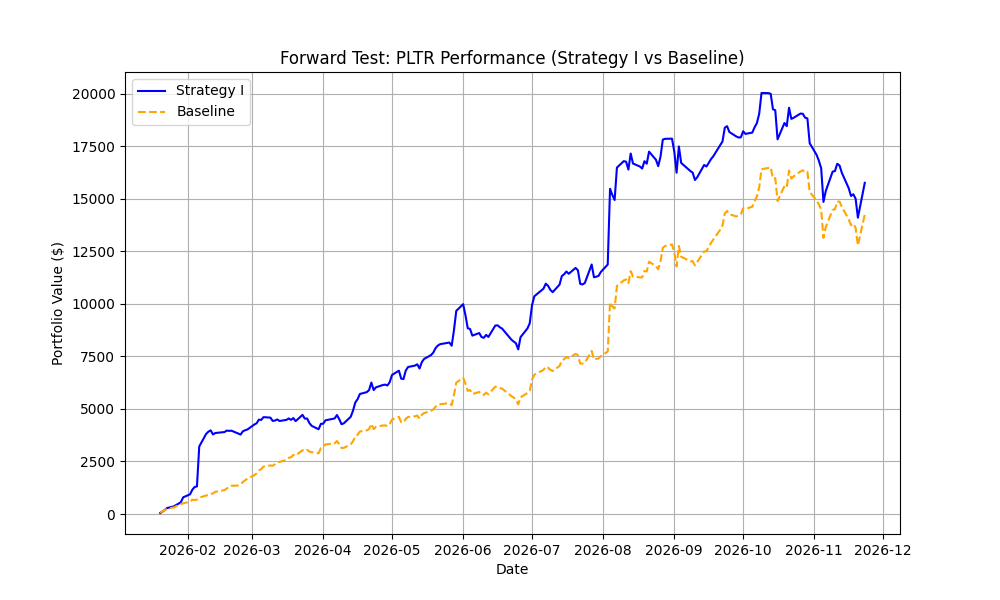 Forward Test: PLTR Performance (Strategy I vs Baseline)
Strategy I
Baseline
Portfolio Value ($)
20000
17500
15000
12500
10000
7500
5000
2500
0
2026-02 2026-03 2026-04 2026-05 2026-06 2026-07 2026-08 2026-09 2026-10 2026-11 2026-12
Date